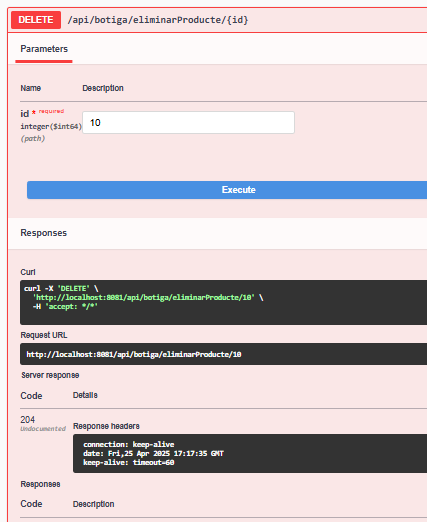 DELETE /api/botiga/eliminarProducte/{id}
Parameters
Name Description
id * required
integer($int64)
(path)
10
Execute
Responses
Curl
curl -X 'DELETE' \
'http://localhost:8081/api/botiga/eliminarProducte/10' \
-H 'accept: */*'
Request URL
http://localhost:8081/api/botiga/eliminarProducte/10
Server response
Code Details
204
Undocumented
Response headers
connection: keep-alive
date: Fri,25 Apr 2025 17:17:35 GMT
keep-alive: timeout=60
Responses
Code Description